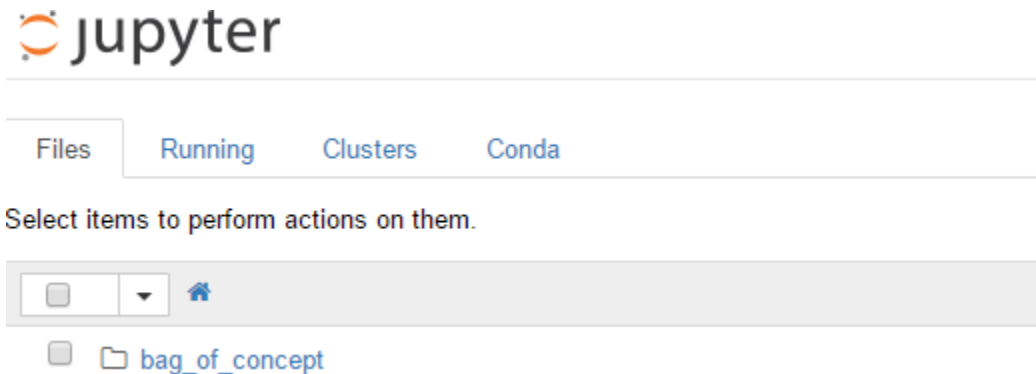 jupyter
Files Running Clusters Conda
Select items to perform actions on them.
bag_of_concept